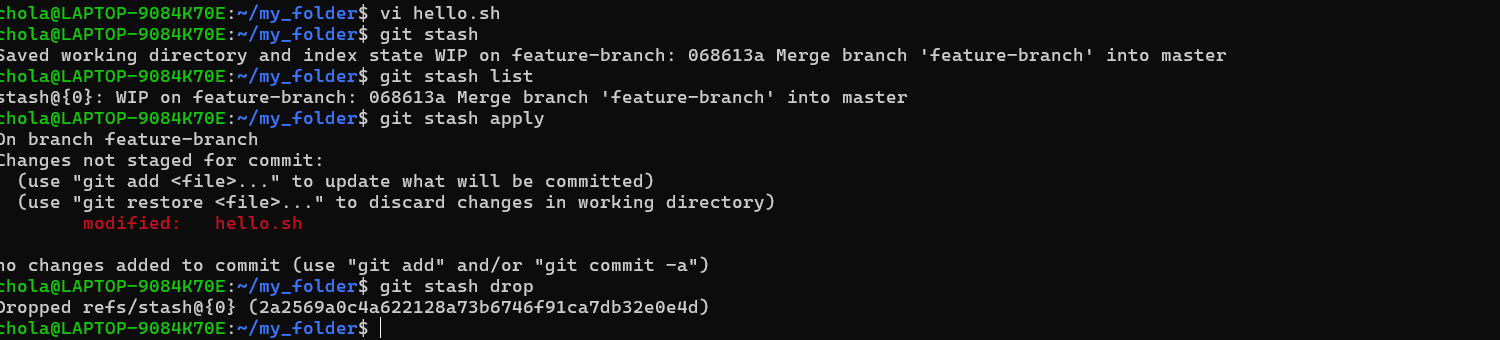 chola@LAPTOP-9084K70E:~/my_folder$ vi hello.sh
chola@LAPTOP-9084K70E:~/my_folder$ git stash
Saved working directory and index state WIP on feature-branch: 068613a Merge branch 'feature-branch' into master
chola@LAPTOP-9084K70E:~/my_folder$ git stash list
stash@{0}: WIP on feature-branch: 068613a Merge branch 'feature-branch' into master
chola@LAPTOP-9084K70E:~/my_folder$ git stash apply
On branch feature-branch
Changes not staged for commit:
  (use "git add <file>..." to update what will be committed)
  (use "git restore <file>..." to discard changes in working directory)
        modified:   hello.sh

no changes added to commit (use "git add" and/or "git commit -a")
chola@LAPTOP-9084K70E:~/my_folder$ git stash drop
Dropped refs/stash@{0} (2a2569a0c4a622128a73b6746f91ca7db32e0e4d)
chola@LAPTOP-9084K70E:~/my_folder$